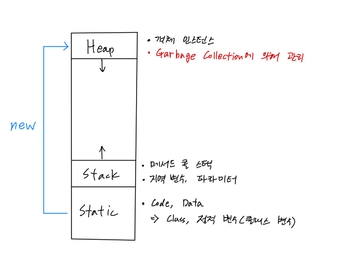 Heap
• 객체 인스턴스
• Garbage Collection에 의해 관리
new
Stack
• 메서드 콜 스택
• 지역 변수, 파라미터
Static
• Code, Data
⇒ Class, 정적 변수(클래스 변수)